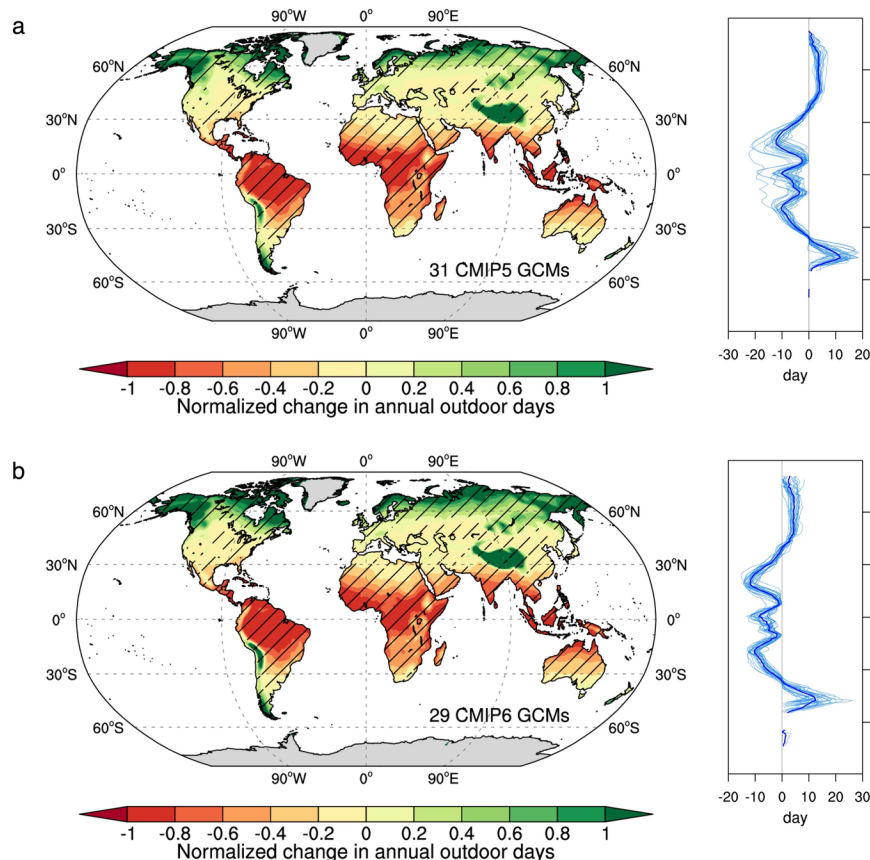 a
90°W 0° 90°E
60°N
30°N
0°
30°S
60°S
60°N
30°N
0°
30°S
60°S
31 CMIP5 GCMs
90°W 0° 90°E
-1 -0.8 -0.6 -0.4 -0.2 0 0.2 0.4 0.6 0.8 1
Normalized change in annual outdoor days
-30 -20 -10 0 10 20
day
b
90°W 0° 90°E
60°N
30°N
0°
30°S
60°S
60°N
30°N
0°
30°S
60°S
29 CMIP6 GCMs
90°W 0° 90°E
-1 -0.8 -0.6 -0.4 -0.2 0 0.2 0.4 0.6 0.8 1
Normalized change in annual outdoor days
-20 -10 0 10 20 30
day